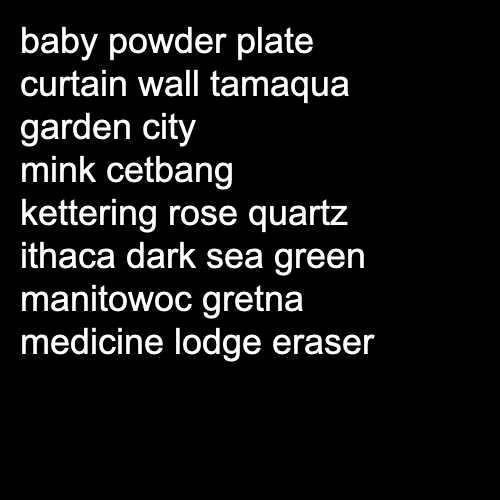 baby powder plate
curtain wall tamaqua
garden city
mink cetbang
kettering rose quartz
ithaca dark sea green
manitowoc gretna
medicine lodge eraser